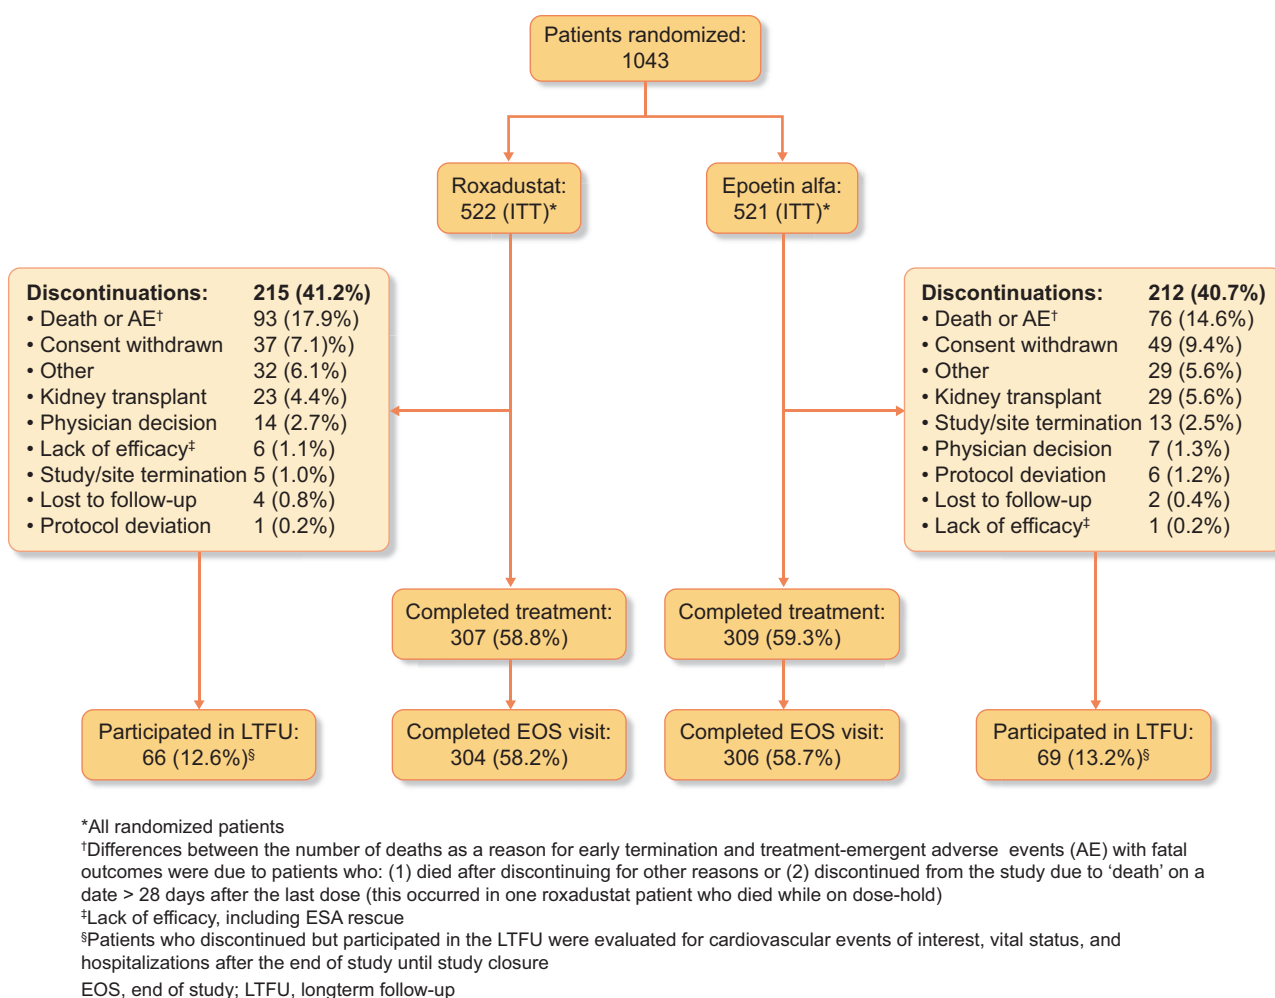 Patients randomized:
1043
Roxadustat:
522 (ITT)*
Epoetin alfa:
521 (ITT)*
Discontinuations: 215 (41.2%)
• Death or AE† 93 (17.9%)
• Consent withdrawn 37 (7.1)%)
• Other 32 (6.1%)
• Kidney transplant 23 (4.4%)
• Physician decision 14 (2.7%)
• Lack of efficacy‡ 6 (1.1%)
• Study/site termination 5 (1.0%)
• Lost to follow-up 4 (0.8%)
• Protocol deviation 1 (0.2%)
Discontinuations: 212 (40.7%)
• Death or AE† 76 (14.6%)
• Consent withdrawn 49 (9.4%)
• Other 29 (5.6%)
• Kidney transplant 29 (5.6%)
• Study/site termination 13 (2.5%)
• Physician decision 7 (1.3%)
• Protocol deviation 6 (1.2%)
• Lost to follow-up 2 (0.4%)
• Lack of efficacy‡ 1 (0.2%)
Completed treatment:
307 (58.8%)
Completed treatment:
309 (59.3%)
Participated in LTFU:
66 (12.6%)§
Completed EOS visit:
304 (58.2%)
Completed EOS visit:
306 (58.7%)
Participated in LTFU:
69 (13.2%)§
*All randomized patients
†Differences between the number of deaths as a reason for early termination and treatment-emergent adverse events (AE) with fatal
outcomes were due to patients who: (1) died after discontinuing for other reasons or (2) discontinued from the study due to ‘death’ on a
date > 28 days after the last dose (this occurred in one roxadustat patient who died while on dose-hold)
‡Lack of efficacy, including ESA rescue
§Patients who discontinued but participated in the LTFU were evaluated for cardiovascular events of interest, vital status, and
hospitalizations after the end of study until study closure
EOS, end of study; LTFU, longterm follow-up